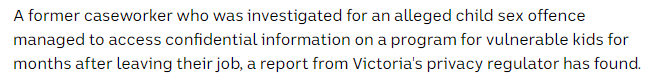 A former caseworker who was investigated for an alleged child sex offence
managed to access confidential information on a program for vulnerable kids for
months after leaving their job, a report from Victoria's privacy regulator has found.